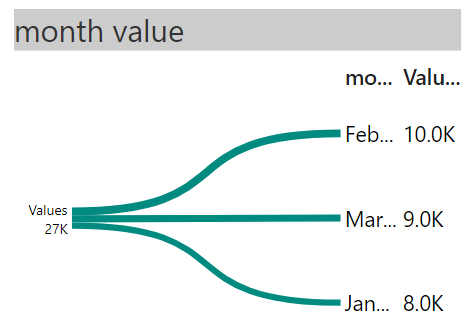 month value
mo... Valu...
Feb... 10.0K
Values
Mar... 9.0K
27K
Jan... 8.0K